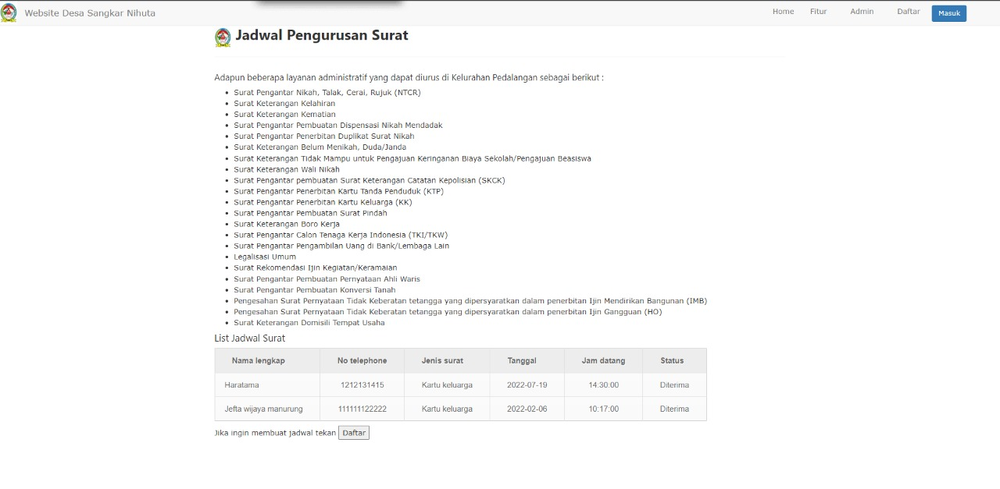 Website Desa Sangkar Nihuta Home Fitur Admin Daftar Masuk
Jadwal Pengurusan Surat
Adapun beberapa layanan administratif yang dapat diurus di Kelurahan Pedalangan sebagai berikut :
• Surat Pengantar Nikah, Talak, Cerai, Rujuk (NTCR)
• Surat Keterangan Kelahiran
• Surat Keterangan Kematian
• Surat Pengantar Pembuatan Dispensasi Nikah Mendadak
• Surat Pengantar Penerbitan Duplikat Surat Nikah
• Surat Keterangan Belum Menikah, Duda/Janda
• Surat Keterangan Tidak Mampu untuk Pengajuan Keringanan Biaya Sekolah/Pengajuan Beasiswa
• Surat Keterangan Wali Nikah
• Surat Pengantar pembuatan Surat Keterangan Catatan Kepolisian (SKCK)
• Surat Pengantar Penerbitan Kartu Tanda Penduduk (KTP)
• Surat Pengantar Penerbitan Kartu Keluarga (KK)
• Surat Pengantar Pembuatan Surat Pindah
• Surat Keterangan Boro Kerja
• Surat Pengantar Calon Tenaga Kerja Indonesia (TKI/TKW)
• Surat Pengantar Pengambilan Uang di Bank/Lembaga Lain
• Legalisasi Umum
• Surat Rekomendasi Ijin Kegiatan/Keramaian
• Surat Pengantar Pembuatan Pernyataan Ahli Waris
• Surat Pengantar Pembuatan Konversi Tanah
• Pengesahan Surat Pernyataan Tidak Keberatan tetangga yang dipersyaratkan dalam penerbitan Ijin Mendirikan Bangunan (IMB)
• Pengesahan Surat Pernyataan Tidak Keberatan tetangga yang dipersyaratkan dalam penerbitan Ijin Gangguan (HO)
• Surat Keterangan Domisili Tempat Usaha
List Jadwal Surat
Nama lengkap No telephone Jenis surat Tanggal Jam datang Status
Haratama 1212131415 Kartu keluarga 2022-07-19 14:30:00 Diterima
Jefta wijaya manurung 111111122222 Kartu keluarga 2022-02-06 10:17:00 Diterima
Jika ingin membuat jadwal tekan Daftar